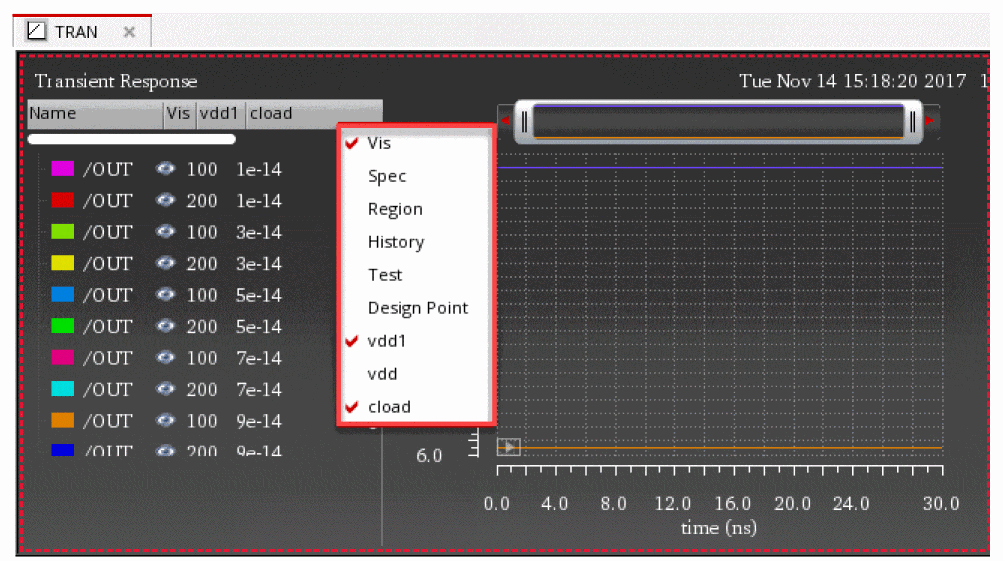 TRAN ×
Transient Response
Tue Nov 14 15:18:20 2017 1
Name Vis vdd1 cload
/OUT 100 1e-14
/OUT 200 1e-14
/OUT 100 3e-14
/OUT 200 3e-14
/OUT 100 5e-14
/OUT 200 5e-14
/OUT 100 7e-14
/OUT 200 7e-14
/OUT 100 9e-14
/OUT 200 9e-14
Vis
Spec
Region
History
Test
Design Point
vdd1
vdd
cload
6.0
0.0 4.0 8.0 12.0 16.0 20.0 24.0 30.0
time (ns)